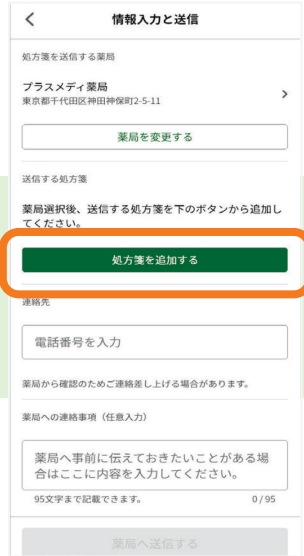 情報入力と送信
処方箋を送信する薬局
プラスメディ薬局
東京都千代田区神田神保町2-5-11
薬局を変更する
送信する処方箋
薬局選択後、送信する処方箋を下のボタンから追加し
てください。
処方箋を追加する
連絡先
電話番号を入力
薬局から確認のためご連絡差し上げる場合があります。
薬局への連絡事項（任意入力）
薬局へ事前に伝えておきたいことがある場
合はここに内容を入力してください。
95文字まで記載できます。 0 / 95
薬局へ送信する